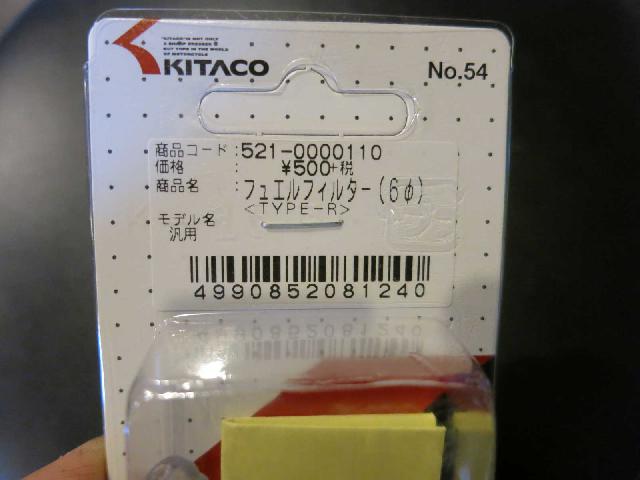 KITACO
No.54
商品コード:521-0000110
価格 : ¥500+税
商品名 :フュエルフィルター(6φ)
<TYPE-R>
モデル名
汎用
4990852081240